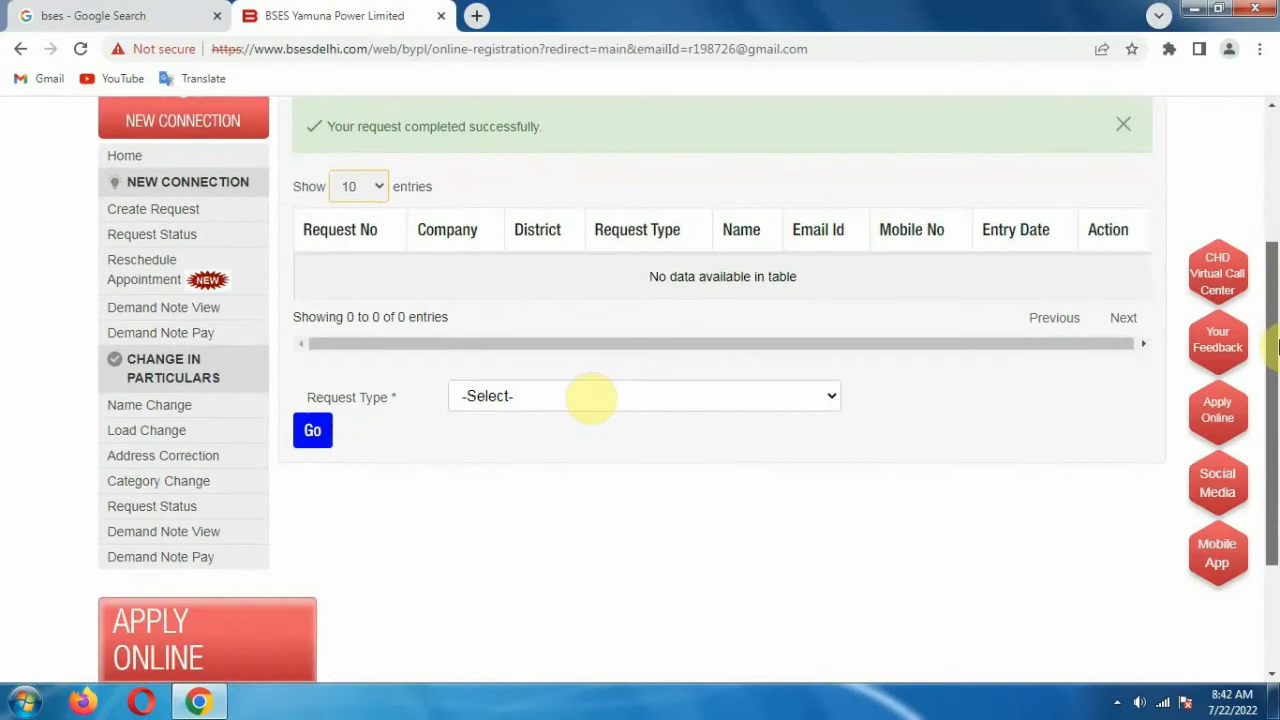 bses - Google Search
BSES Yamuna Power Limited
Not secure
https://www.bsesdelhi.com/web/bypl/online-registration?redirect=main&emailId=r198726@gmail.com
Gmail
YouTube
Translate
NEW CONNECTION
Home
NEW CONNECTION
Create Request
Request Status
Reschedule
Appointment NEW
Demand Note View
Demand Note Pay
CHANGE IN
PARTICULARS
Name Change
Load Change
Address Correction
Category Change
Request Status
Demand Note View
Demand Note Pay
APPLY
ONLINE
Your request completed successfully.
Show 10 entries
Request No Company District Request Type Name Email Id Mobile No Entry Date Action
No data available in table
Showing 0 to 0 of 0 entries
Previous Next
Request Type * -Select-
Go
CHD
Virtual Call
Center
Your
Feedback
Apply
Online
Social
Media
Mobile
App
8:42 AM
7/22/2022